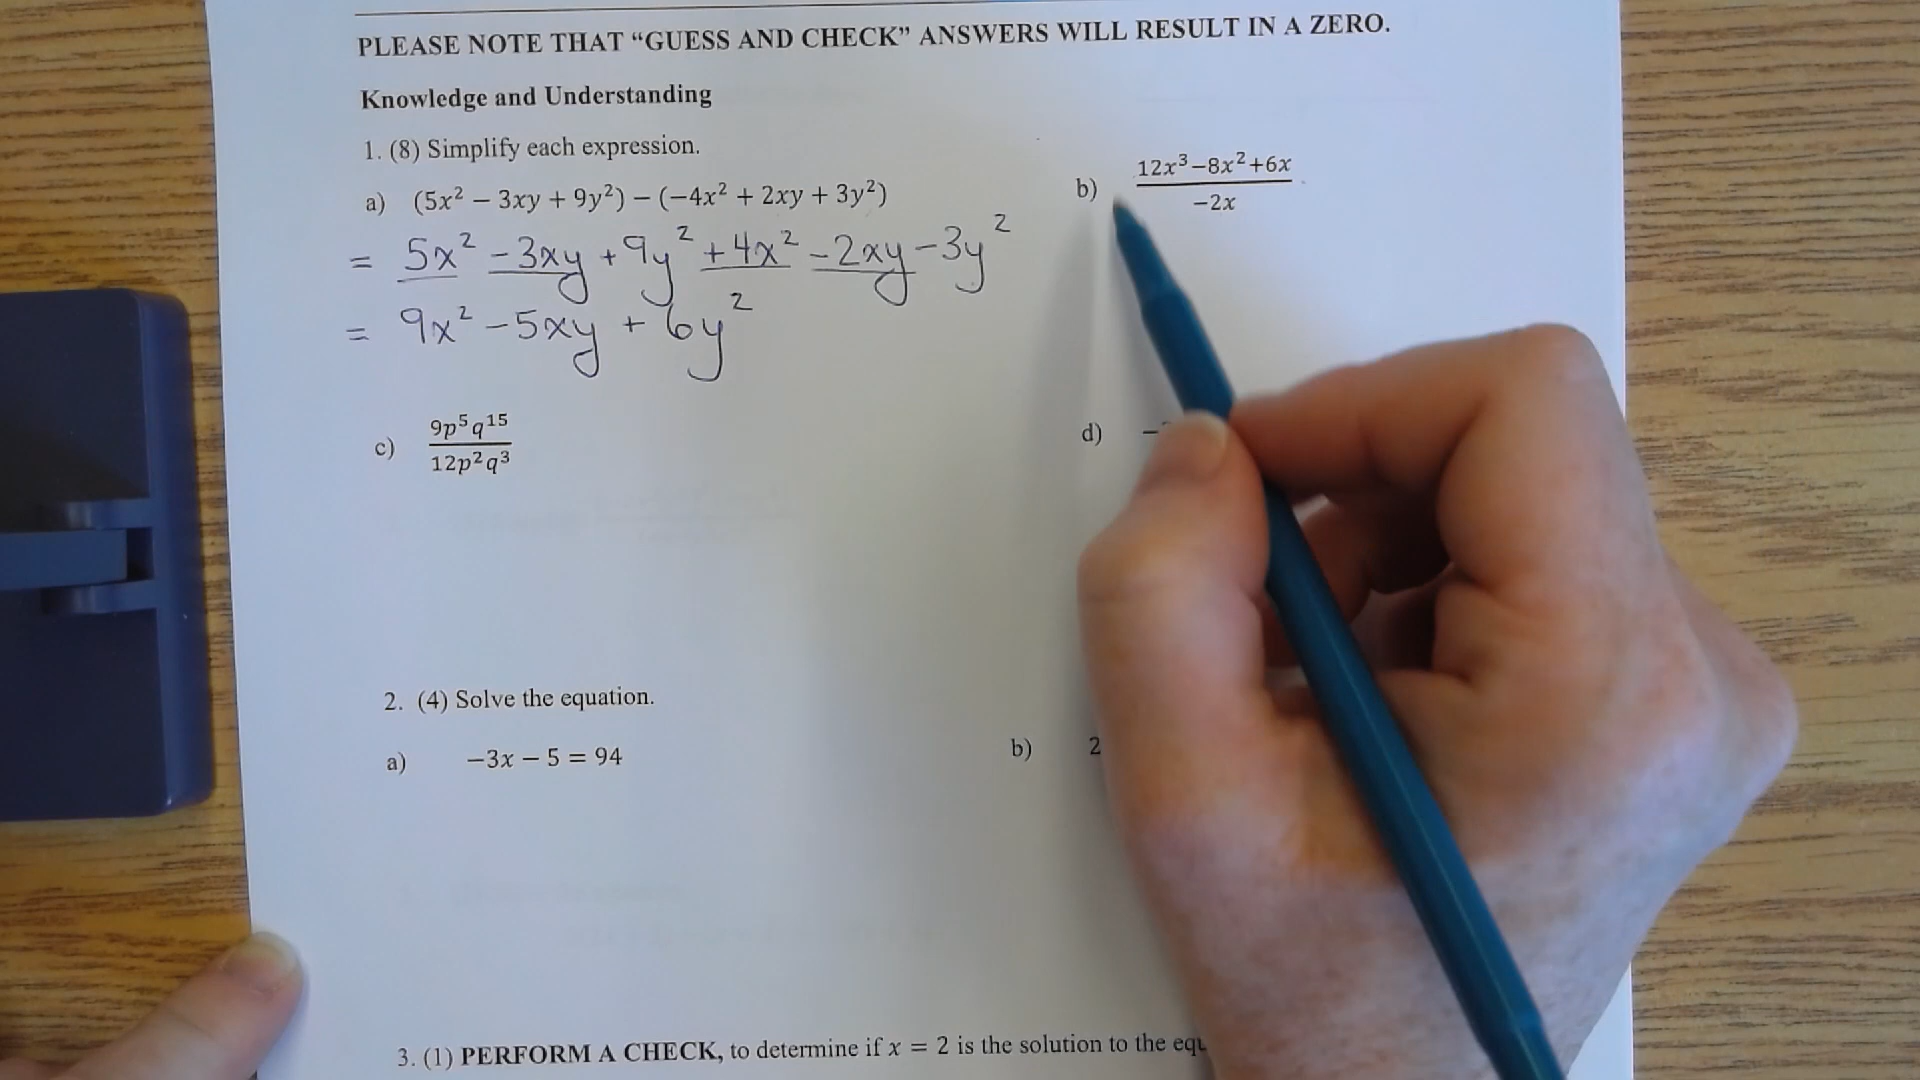 PLEASE NOTE THAT “GUESS AND CHECK” ANSWERS WILL RESULT IN A ZERO.
Knowledge and Understanding
1. (8) Simplify each expression.
a) (5x² − 3xy + 9y²) − (−4x² + 2xy + 3y²)
= 5x² − 3xy + 9y² + 4x² − 2xy − 3y²
= 9x² − 5xy + 6y²
b) 12x³−8x²+6x
−2x
c) 9p⁵q¹⁵
12p²q³
d) −
2. (4) Solve the equation.
a) −3x − 5 = 94
b) 2
3. (1) PERFORM A CHECK, to determine if x = 2 is the solution to the